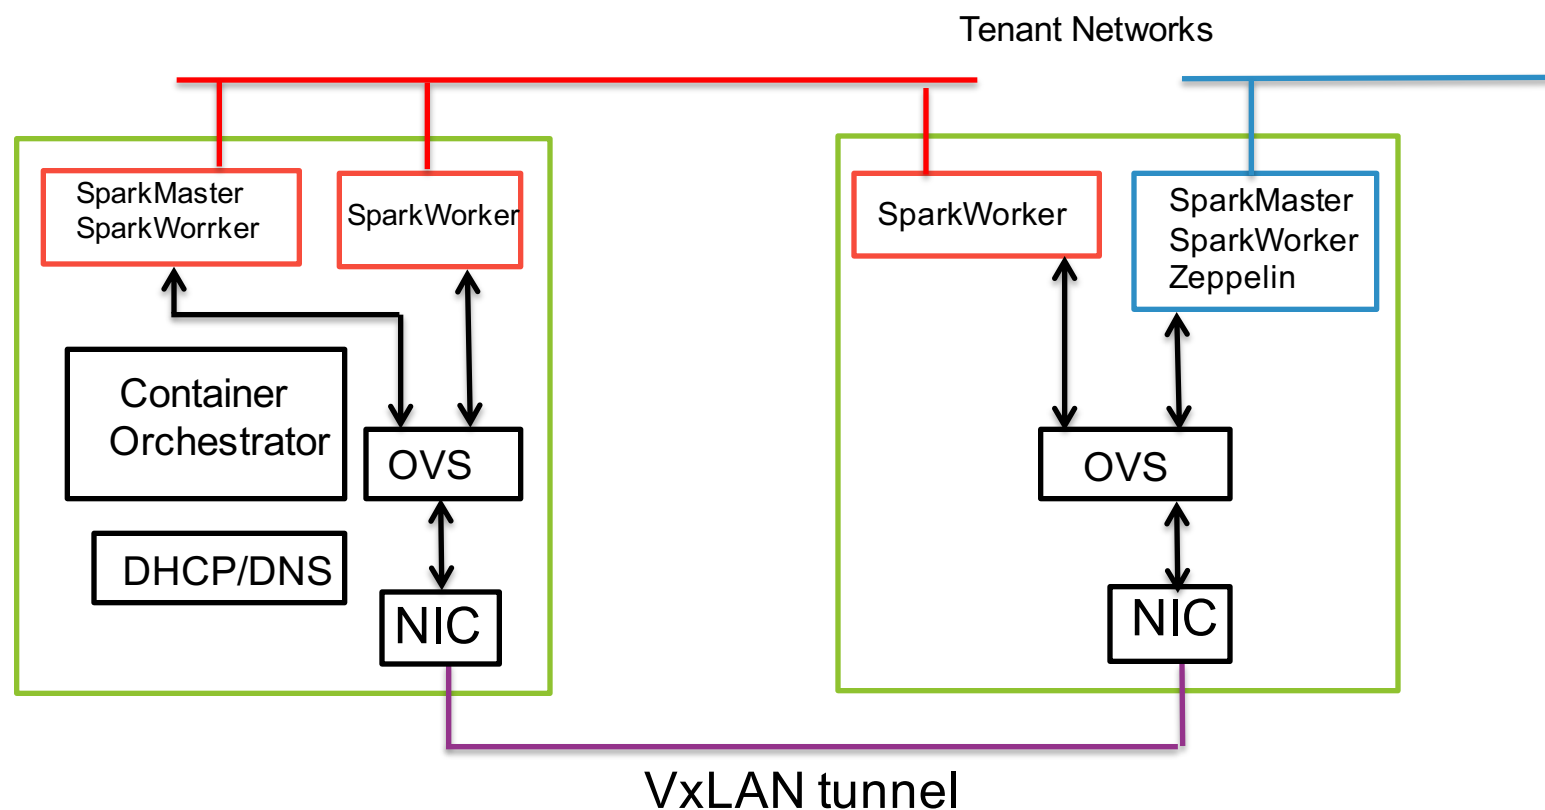 Tenant Networks
SparkMaster
SparkWorrker
SparkWorker
SparkWorker
SparkMaster
SparkWorker
Zeppelin
Container
Orchestrator
OVS
OVS
DHCP/DNS
NIC
NIC
VxLAN tunnel